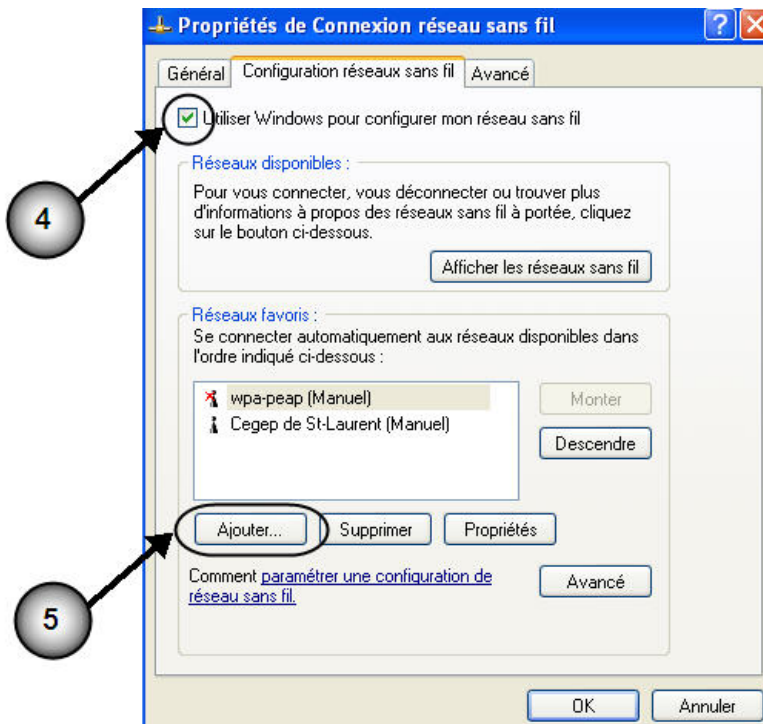 Propriétés de Connexion réseau sans fil
Général Configuration réseaux sans fil Avancé
Utiliser Windows pour configurer mon réseau sans fil
4
Réseaux disponibles :
Pour vous connecter, vous déconnecter ou trouver plus
d'informations à propos des réseaux sans fil à portée, cliquez
sur le bouton ci-dessous.
Afficher les réseaux sans fil
Réseaux favoris :
Se connecter automatiquement aux réseaux disponibles dans
l'ordre indiqué ci-dessous :
wpa-peap (Manuel)
Cegep de St-Laurent (Manuel)
Monter
Descendre
Ajouter... Supprimer Propriétés
5
Comment paramétrer une configuration de
réseau sans fil.
Avancé
OK Annuler